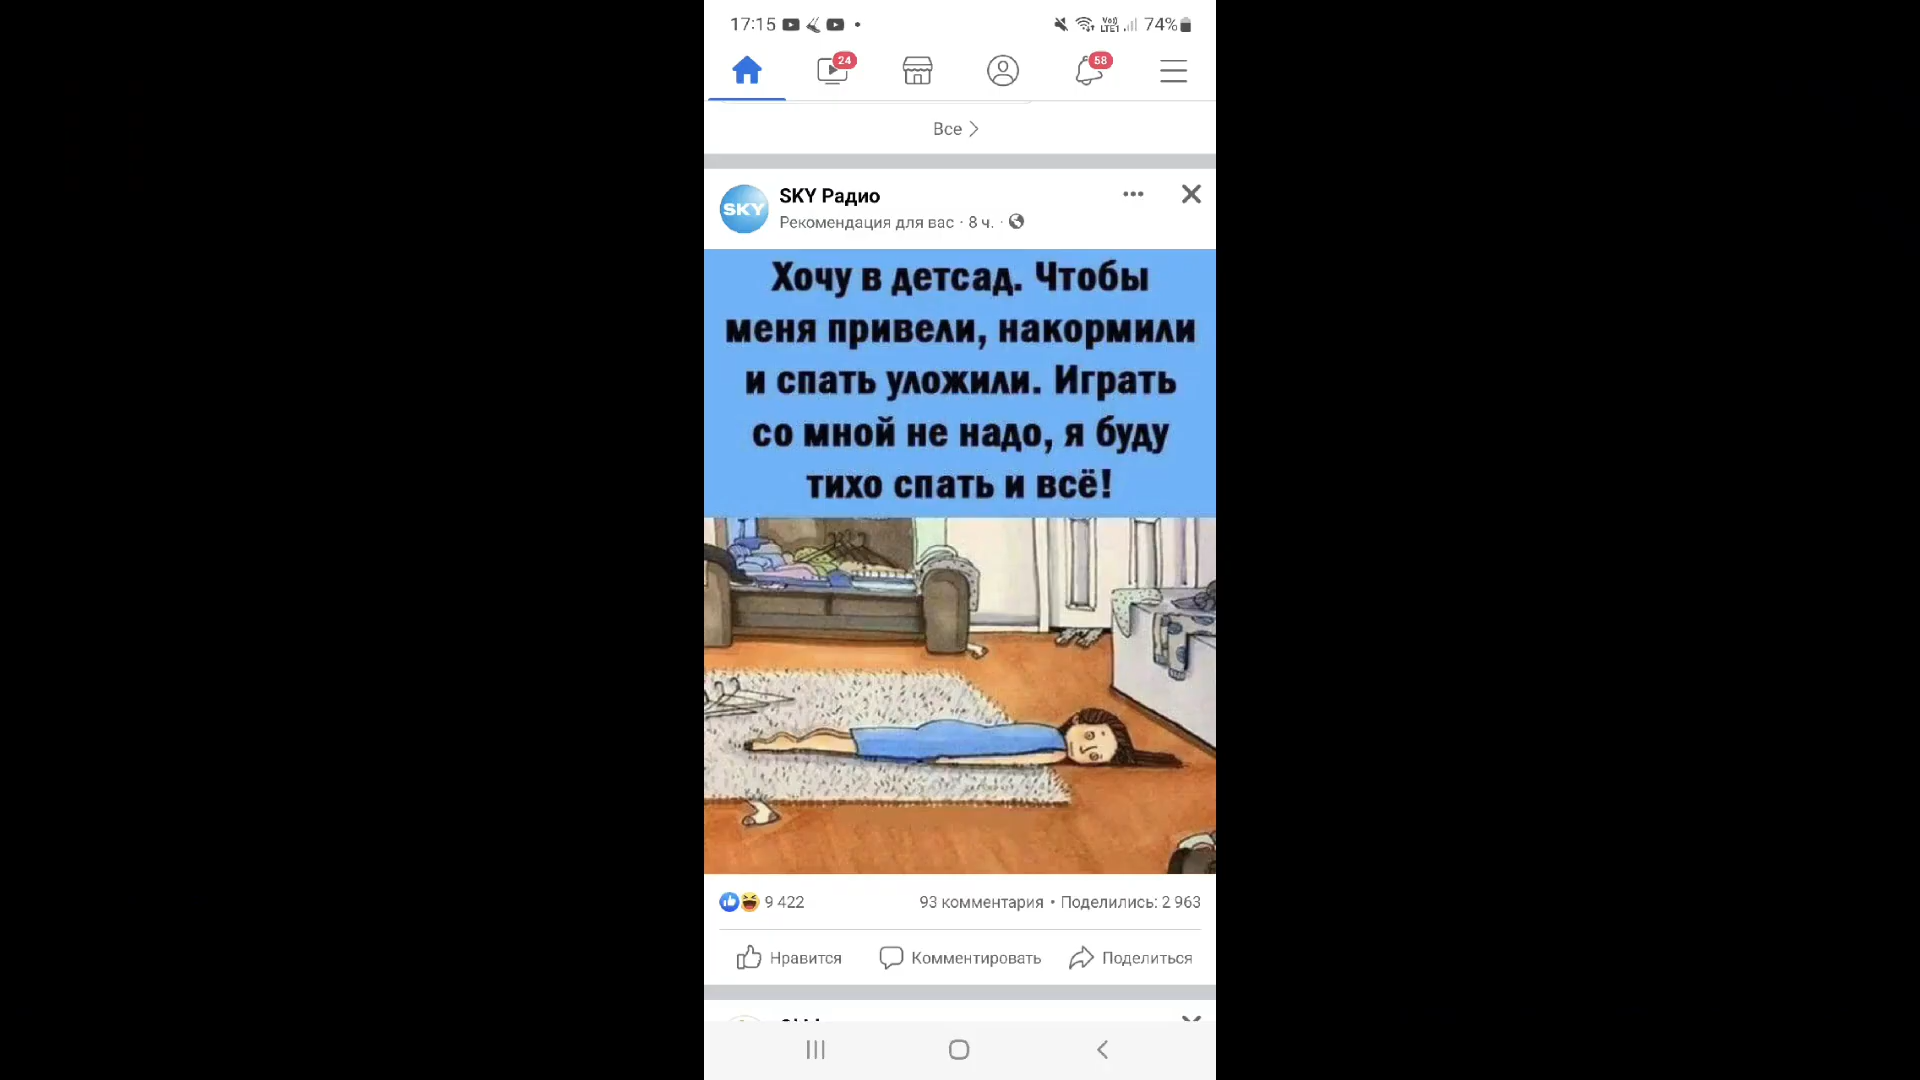 17:15
Vo))
LTE1
74%
24
58
Все
SKY
SKY Радио
Рекомендация для вас · 8 ч. ·
Хочу в детсад. Чтобы
меня привели, накормили
и спать уложили. Играть
со мной не надо, я буду
тихо спать и всё!
9 422
93 комментария • Поделились: 2 963
Нравится
Комментировать
Поделиться